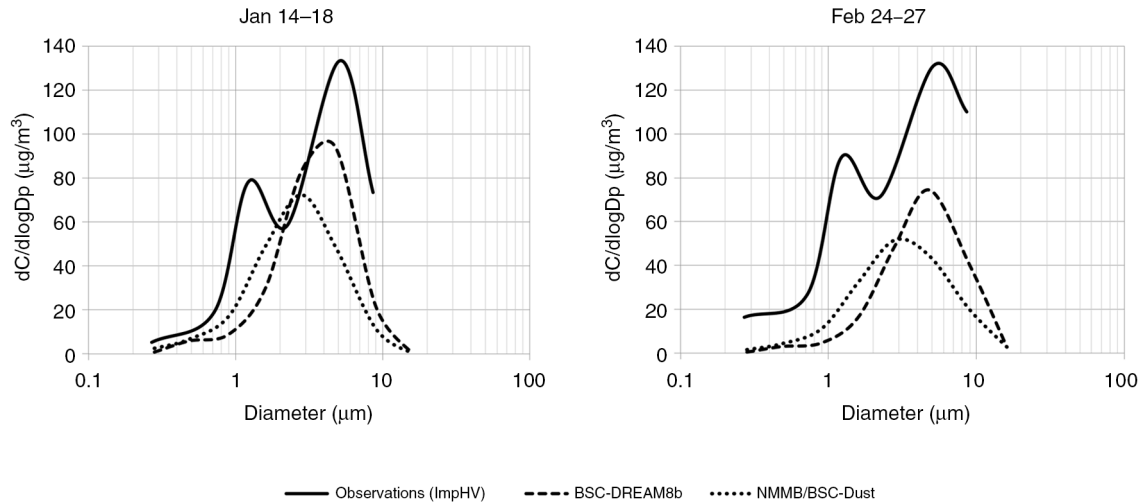 Jan 14–18
Feb 24–27
dC/dlogDp (μg/m³)
140
120
100
80
60
40
20
0
0.1
1
10
100
Diameter (μm)
dC/dlogDp (μg/m³)
140
120
100
80
60
40
20
0
0.1
1
10
100
Diameter (μm)
Observations (ImpHV)
BSC-DREAM8b
NMMB/BSC-Dust